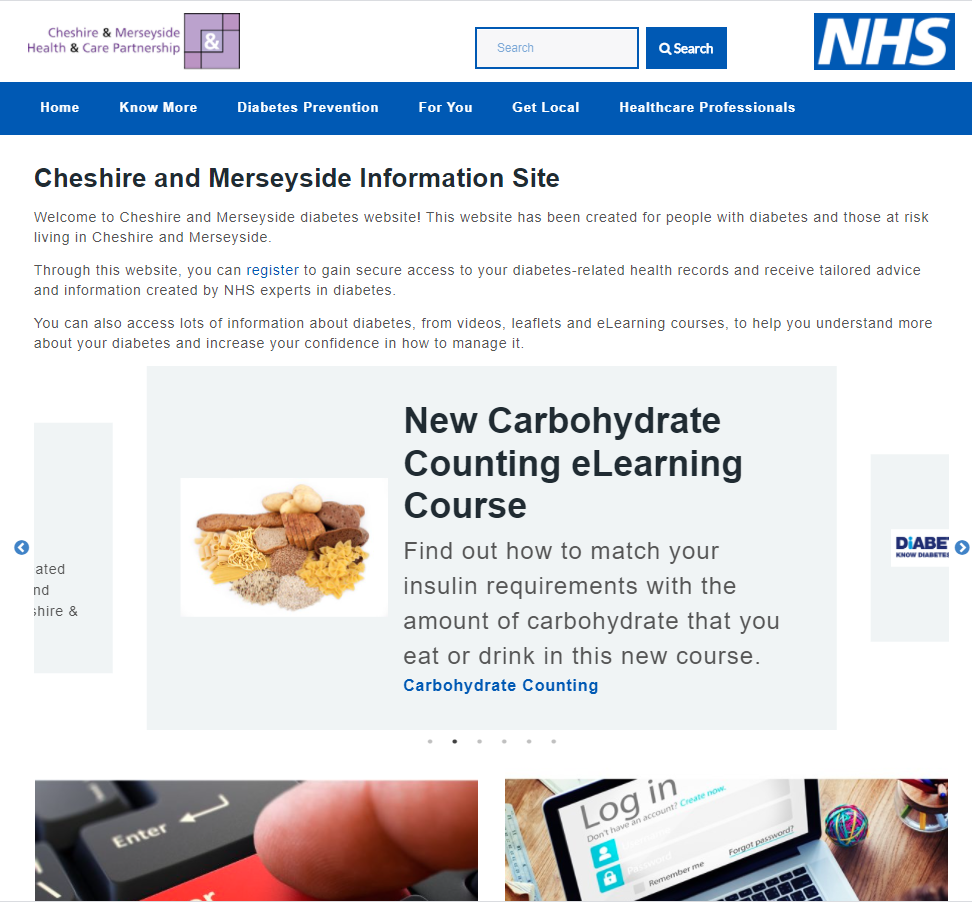 Cheshire & Merseyside
Health & Care Partnership
&
Search
Search
NHS
Home Know More Diabetes Prevention For You Get Local Healthcare Professionals
Cheshire and Merseyside Information Site
Welcome to Cheshire and Merseyside diabetes website! This website has been created for people with diabetes and those at risk
living in Cheshire and Merseyside.
Through this website, you can register to gain secure access to your diabetes-related health records and receive tailored advice
and information created by NHS experts in diabetes.
You can also access lots of information about diabetes, from videos, leaflets and eLearning courses, to help you understand more
about your diabetes and increase your confidence in how to manage it.
ated
nd
shire &
New Carbohydrate
Counting eLearning
Course
Find out how to match your
insulin requirements with the
amount of carbohydrate that you
eat or drink in this new course.
Carbohydrate Counting
DiABE
KNOW DIABETES
Enter
Log in
Don't have an account? Create now.
Password
Forgot password?
Remember me